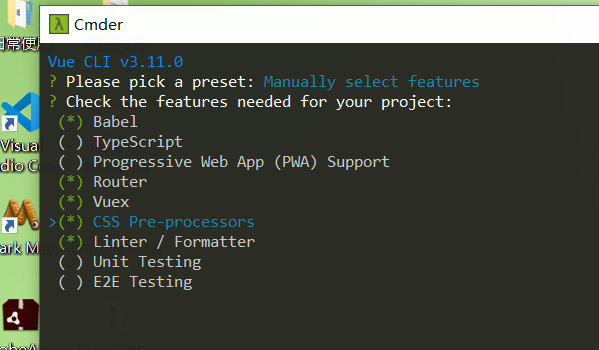 Cmder
Vue CLI v3.11.0
? Please pick a preset: Manually select features
? Check the features needed for your project:
(*) Babel
( ) TypeScript
( ) Progressive Web App (PWA) Support
(*) Router
(*) Vuex
>(*) CSS Pre-processors
(*) Linter / Formatter
( ) Unit Testing
( ) E2E Testing
日常使
Visua
dio Co
ark M